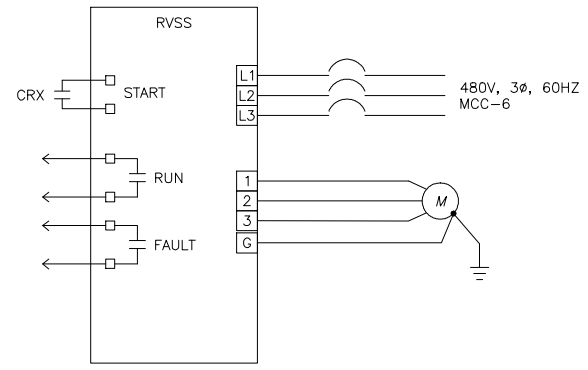 RVSS
L1
L2
L3
480V, 3ø, 60HZ
MCC-6
CRX
START
RUN
FAULT
1
2
3
G
M